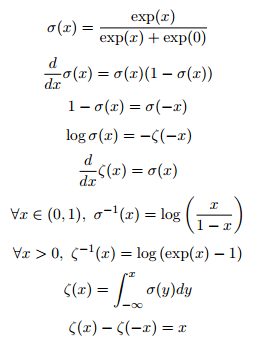 σ(x) = exp(x) / (exp(x) + exp(0))
d/dx σ(x) = σ(x)(1 − σ(x))
1 − σ(x) = σ(−x)
log σ(x) = −ζ(−x)
d/dx ζ(x) = σ(x)
∀x ∈ (0, 1), σ⁻¹(x) = log (x / (1 − x))
∀x > 0, ζ⁻¹(x) = log (exp(x) − 1)
ζ(x) = ∫_{−∞}^{x} σ(y)dy
ζ(x) − ζ(−x) = x